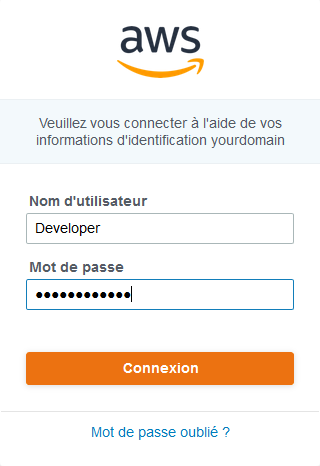 aws
Veuillez vous connecter à l'aide de vos
informations d'identification yourdomain
Nom d'utilisateur
Developer
Mot de passe
●●●●●●●●●●●●
Connexion
Mot de passe oublié ?